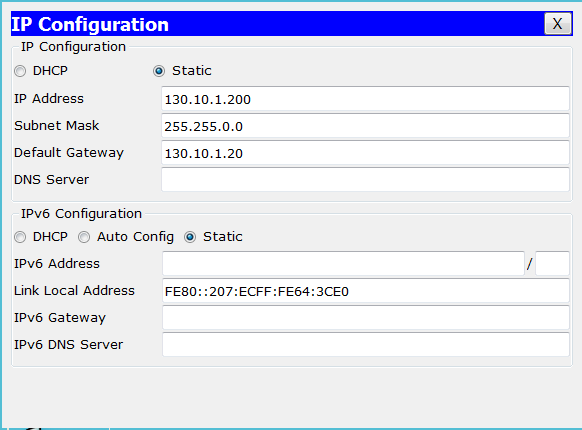 IP Configuration X
IP Configuration
DHCP Static
IP Address 130.10.1.200
Subnet Mask 255.255.0.0
Default Gateway 130.10.1.20
DNS Server
IPv6 Configuration
DHCP Auto Config Static
IPv6 Address /
Link Local Address FE80::207:ECFF:FE64:3CE0
IPv6 Gateway
IPv6 DNS Server